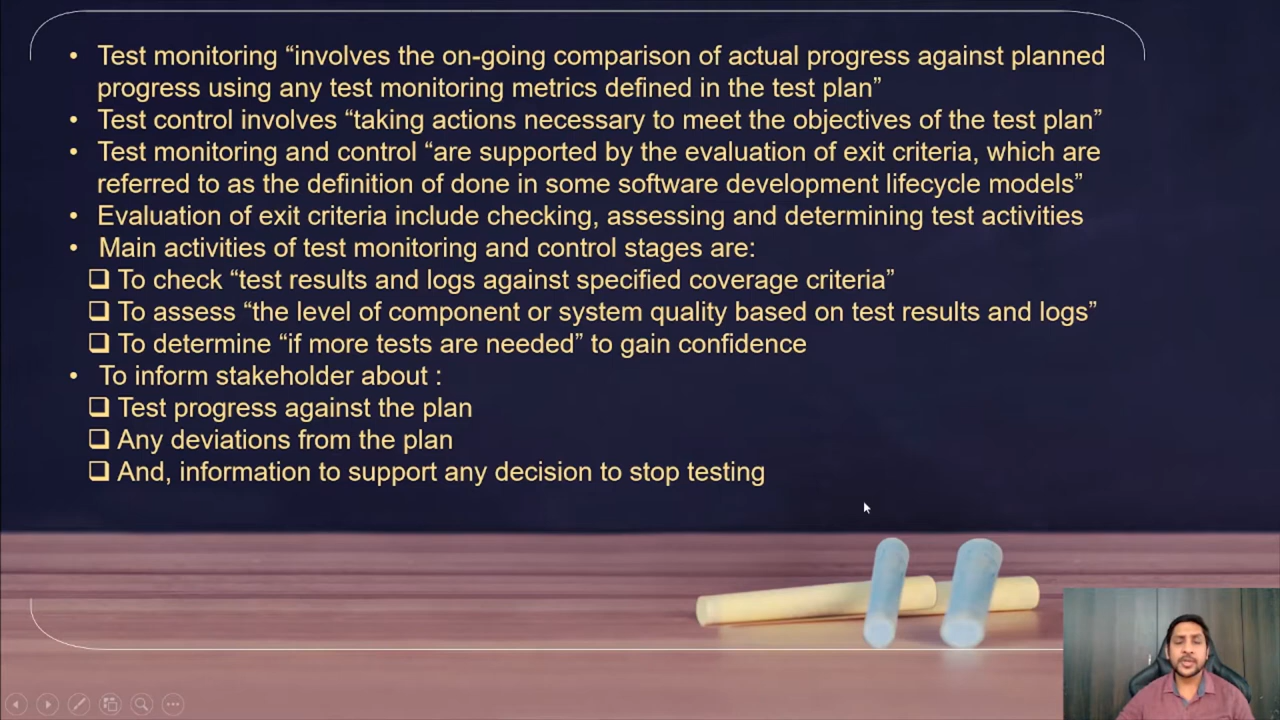 • Test monitoring “involves the on-going comparison of actual progress against planned
progress using any test monitoring metrics defined in the test plan”
• Test control involves “taking actions necessary to meet the objectives of the test plan”
• Test monitoring and control “are supported by the evaluation of exit criteria, which are
referred to as the definition of done in some software development lifecycle models”
• Evaluation of exit criteria include checking, assessing and determining test activities
• Main activities of test monitoring and control stages are:
❑ To check “test results and logs against specified coverage criteria”
❑ To assess “the level of component or system quality based on test results and logs”
❑ To determine “if more tests are needed” to gain confidence
• To inform stakeholder about :
❑ Test progress against the plan
❑ Any deviations from the plan
❑ And, information to support any decision to stop testing